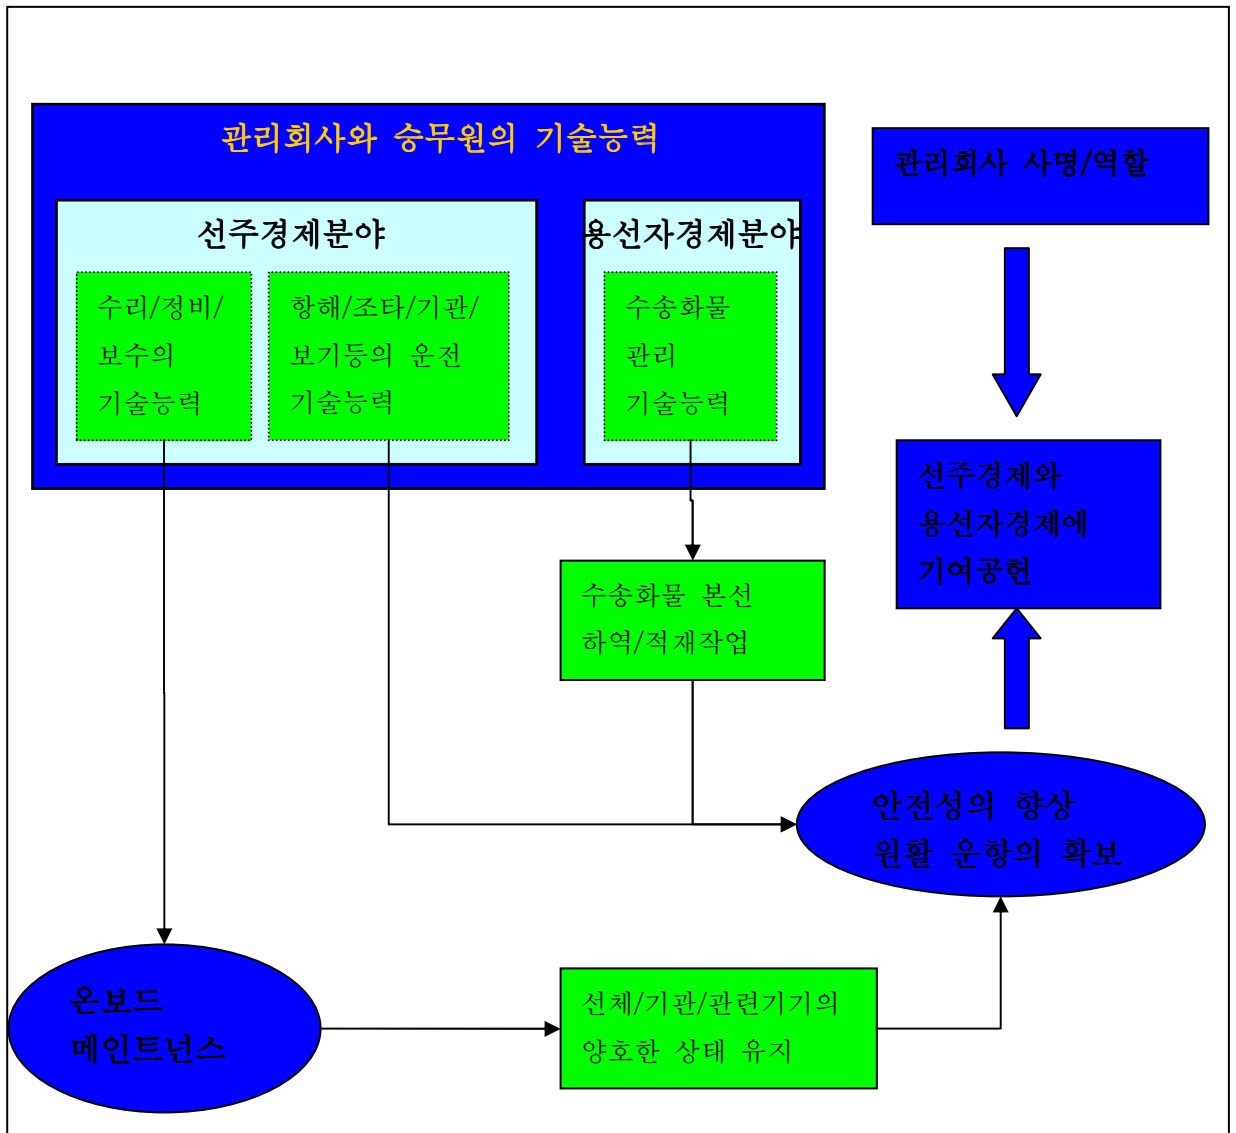 관리회사와 승무원의 기술능력
관리회사 사명/역할
선주경제분야
용선자경제분야
수리/정비/
보수의
기술능력
항해/조타/기관/
보기등의 운전
기술능력
수송화물
관리
기술능력
선주경제와
용선자경제에
기여공헌
수송화물 본선
하역/적재작업
안전성의 향상
원활 운항의 확보
온보드
메인트넌스
선체/기관/관련기기의
양호한 상태 유지